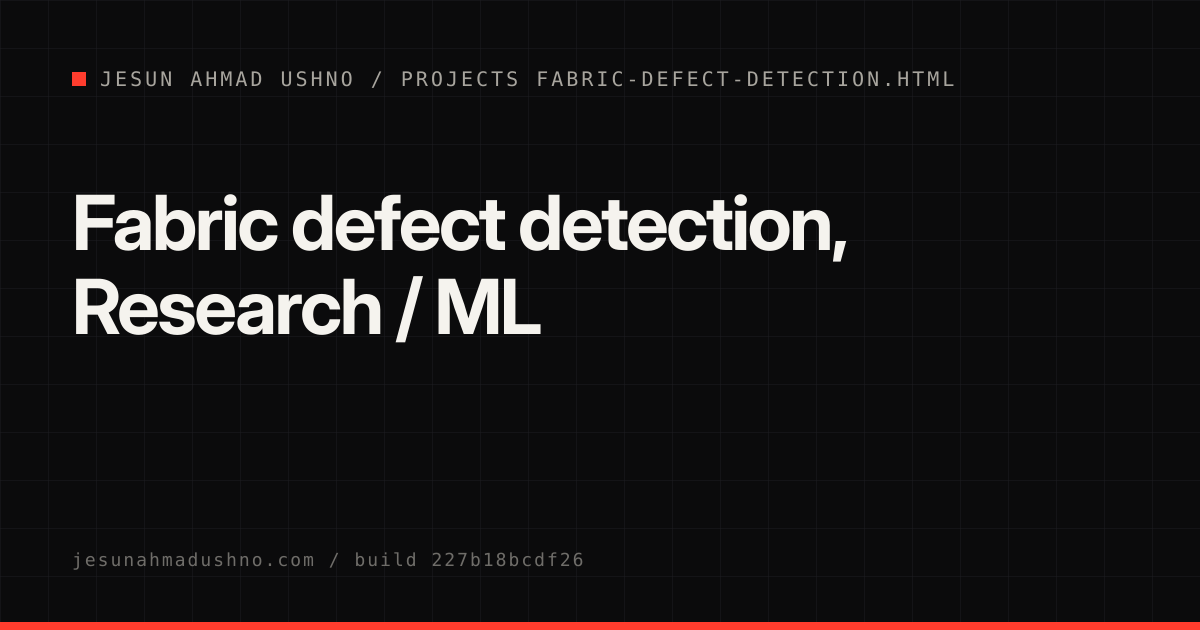 JESUN AHMAD USHNO / PROJECTS FABRIC-DEFECT-DETECTION.HTML
Fabric defect detection,
Research / ML
jesunahmadushno.com / build 227b18bcdf26